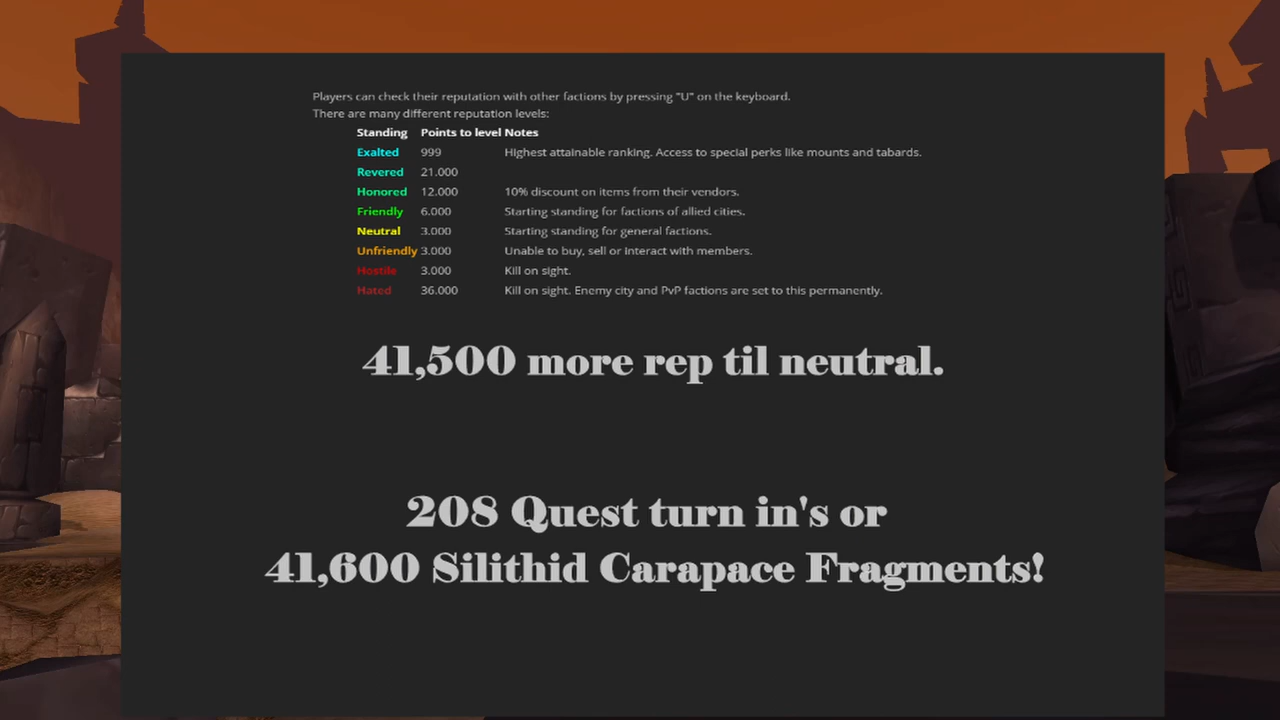 Players can check their reputation with other factions by pressing "U" on the keyboard.
There are many different reputation levels:
Standing Points to level Notes
Exalted 999 Highest attainable ranking. Access to special perks like mounts and tabards.
Revered 21.000
Honored 12.000 10% discount on items from their vendors.
Friendly 6.000 Starting standing for factions of allied cities.
Neutral 3.000 Starting standing for general factions.
Unfriendly 3.000 Unable to buy, sell or interact with members.
Hostile 3.000 Kill on sight.
Hated 36.000 Kill on sight. Enemy city and PvP factions are set to this permanently.
41,500 more rep til neutral.
208 Quest turn in's or
41,600 Silithid Carapace Fragments!